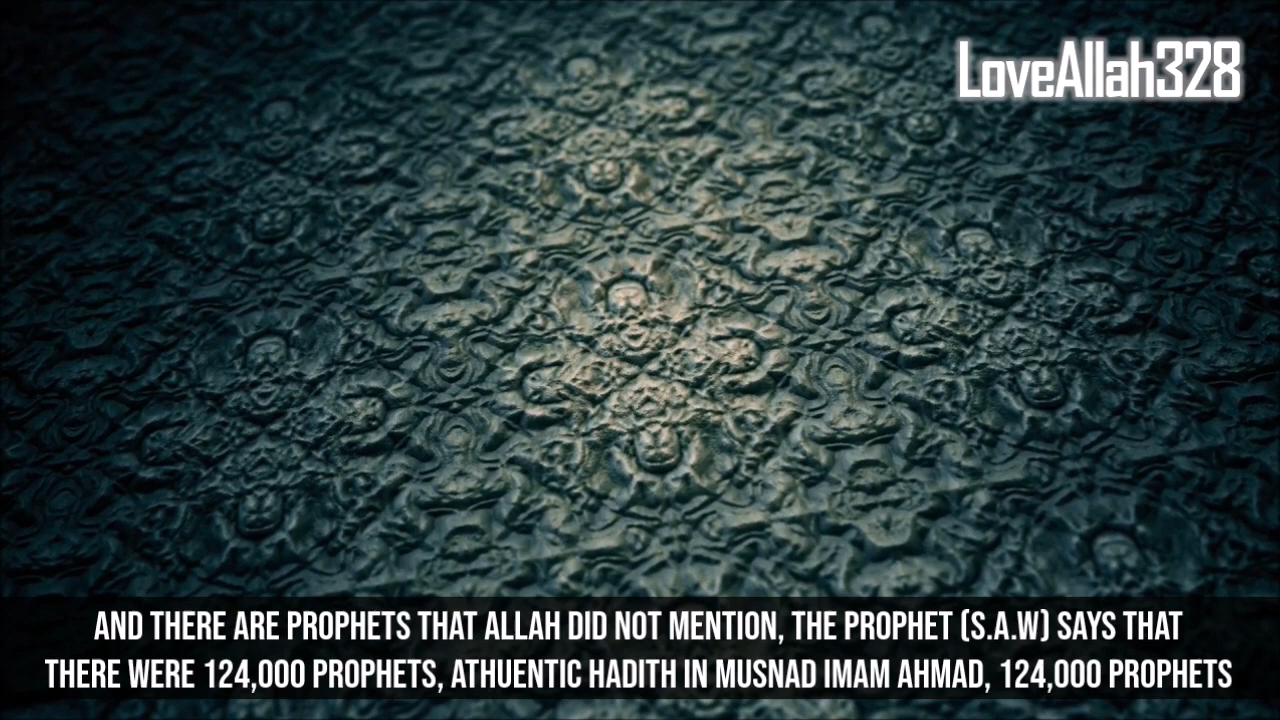 LoveAllah328
AND THERE ARE PROPHETS THAT ALLAH DID NOT MENTION, THE PROPHET (S.A.W) SAYS THAT
THERE WERE 124,000 PROPHETS, ATHUENTIC HADITH IN MUSNAD IMAM AHMAD, 124,000 PROPHETS